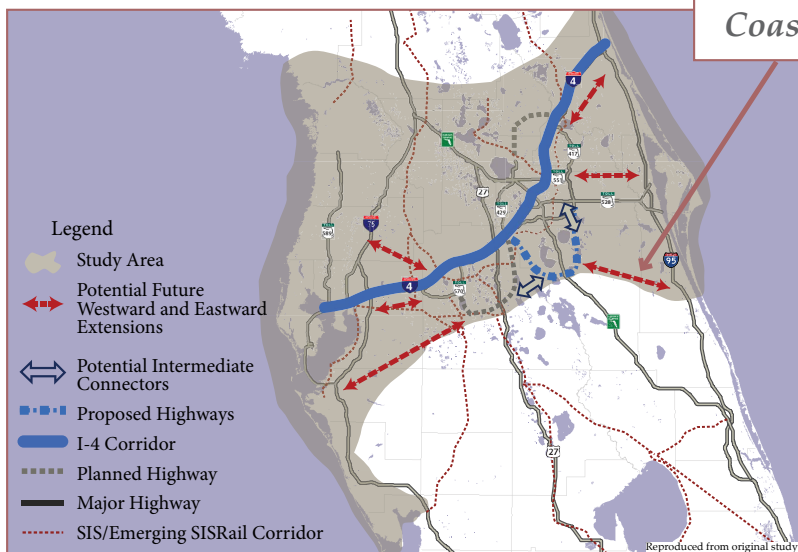 Coas
4
417
551
528
27
429
589
75
95
4
570
27
Legend
Study Area
Potential Future
Westward and Eastward
Extensions
Potential Intermediate
Connectors
Proposed Highways
I-4 Corridor
Planned Highway
Major Highway
SIS/Emerging SISRail Corridor
Reproduced from original study